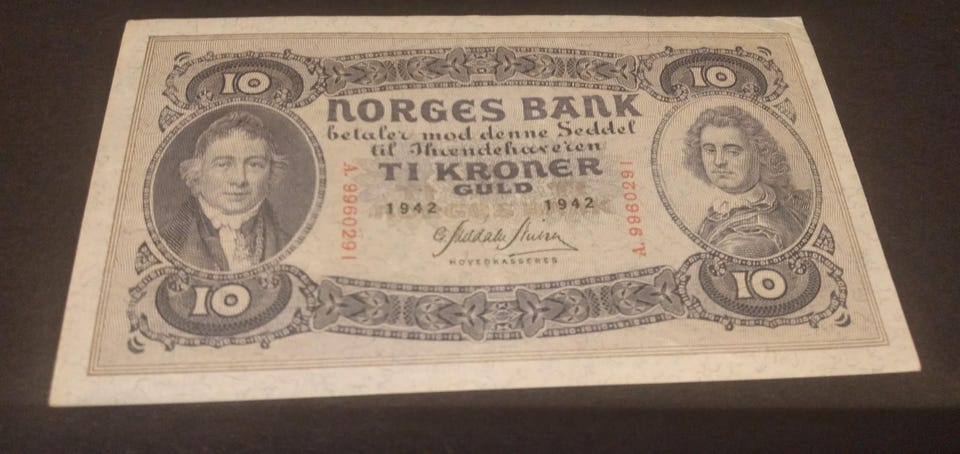 10 10
NORGES BANK
betaler mod denne Seddel
til Ihændehaveren
TI KRONER
GULD
1942 1942
A.9960291
A.9960291
HOVEDKASSERER
10 10